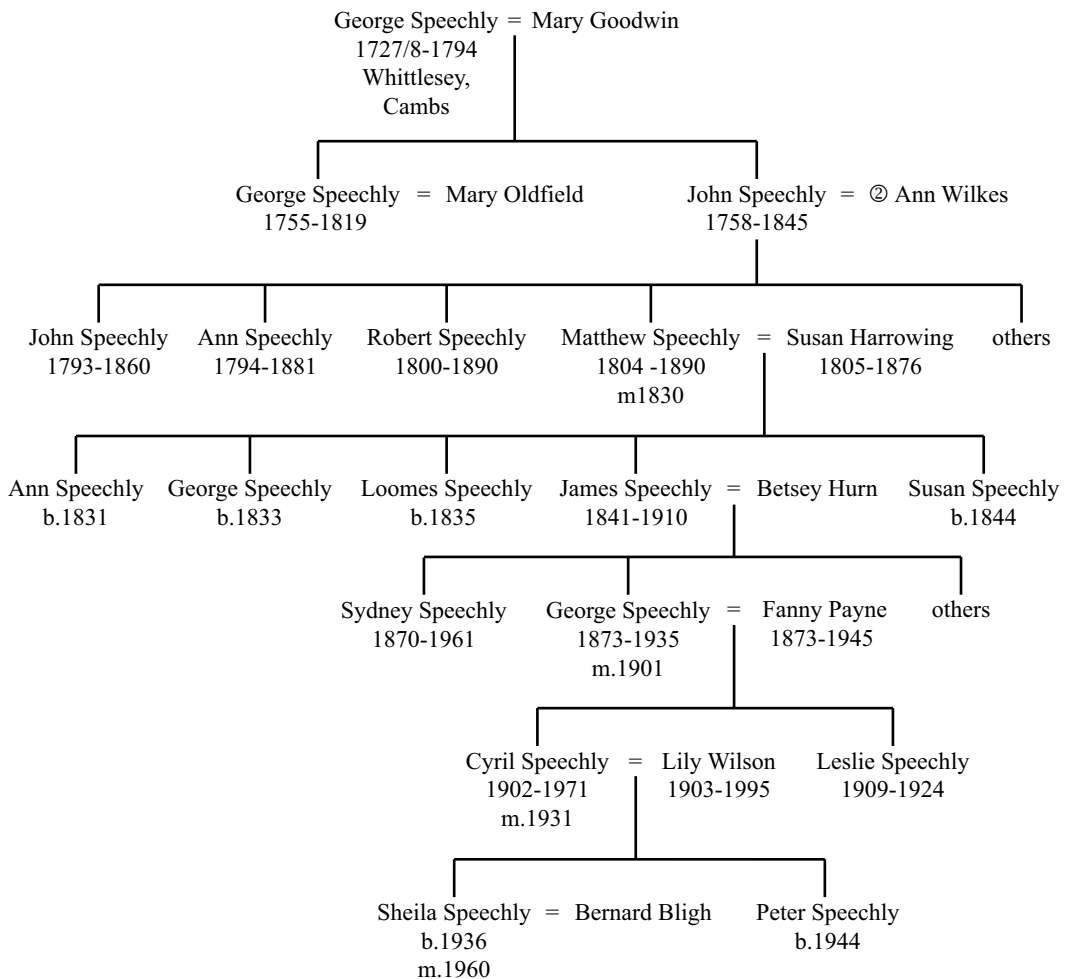 George Speechly = Mary Goodwin
1727/8-1794
Whittlesey,
Cambs
George Speechly = Mary Oldfield
1755-1819
John Speechly = ② Ann Wilkes
1758-1845
John Speechly
1793-1860
Ann Speechly
1794-1881
Robert Speechly
1800-1890
Matthew Speechly = Susan Harrowing
1804 -1890
m1830
1805-1876
others
Ann Speechly
b.1831
George Speechly
b.1833
Loomes Speechly
b.1835
James Speechly = Betsey Hurn
1841-1910
Susan Speechly
b.1844
Sydney Speechly
1870-1961
George Speechly = Fanny Payne
1873-1935
m.1901
1873-1945
others
Cyril Speechly = Lily Wilson
1902-1971
m.1931
1903-1995
Leslie Speechly
1909-1924
Sheila Speechly = Bernard Bligh
b.1936
m.1960
Peter Speechly
b.1944